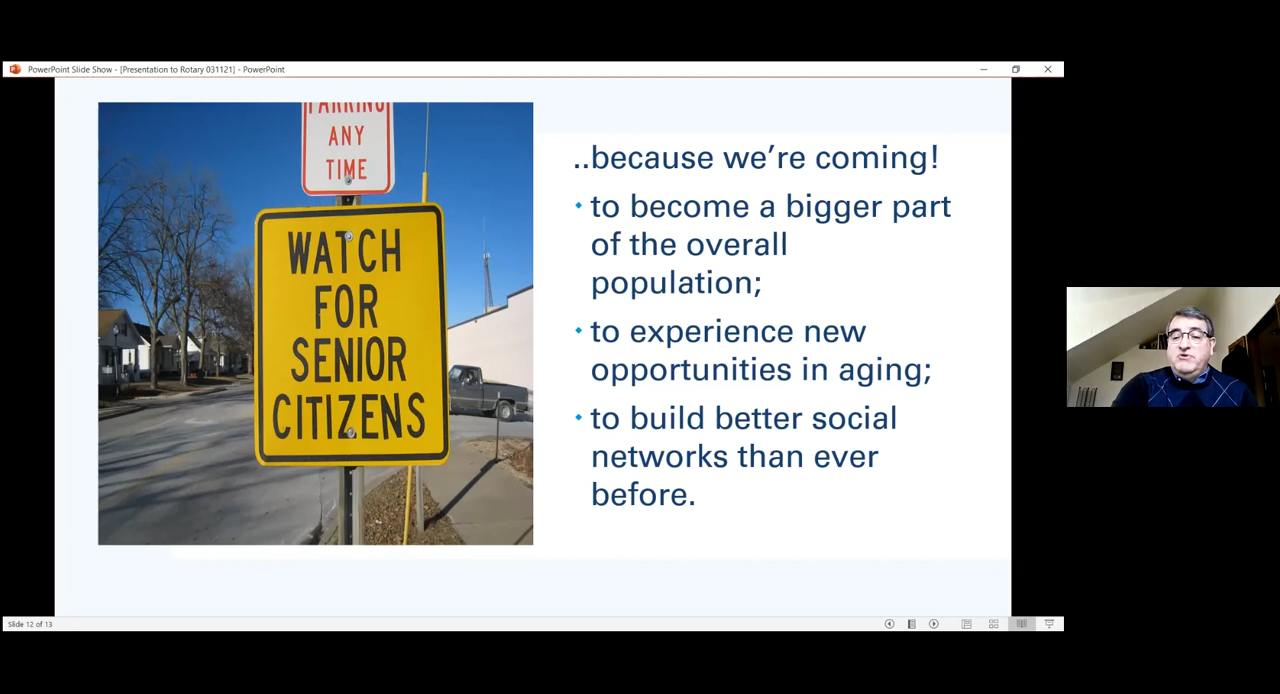 PowerPoint Slide Show - [Presentation to Rotary 031121] - PowerPoint
PARKING
ANY
TIME
WATCH
FOR
SENIOR
CITIZENS
..because we're coming!
to become a bigger part
of the overall
population;
to experience new
opportunities in aging;
to build better social
networks than ever
before.
Slide 12 of 13